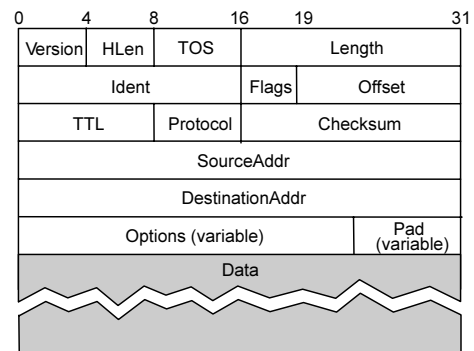 0 4 8 16 19 31
Version HLen TOS Length
Ident Flags Offset
TTL Protocol Checksum
SourceAddr
DestinationAddr
Options (variable) Pad
(variable)
Data